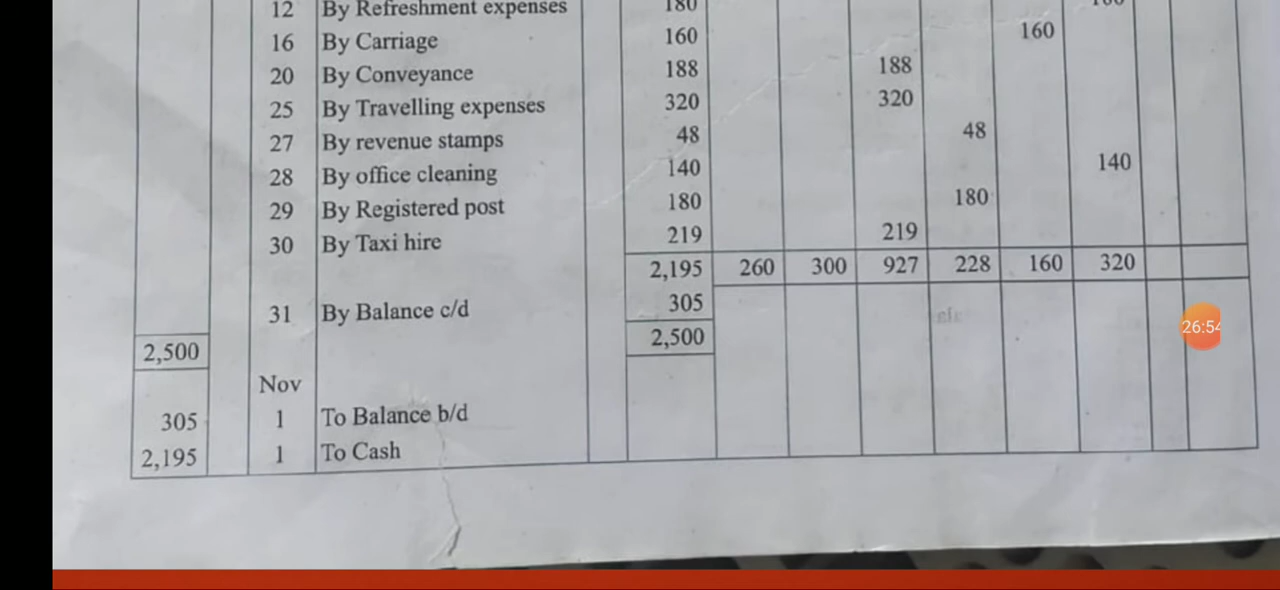 12 By Refreshment expenses 180
16 By Carriage 160 160
20 By Conveyance 188 188
25 By Travelling expenses 320 320
27 By revenue stamps 48 48
28 By office cleaning 140 140
29 By Registered post 180 180
30 By Taxi hire 219 219
2,195 260 300 927 228 160 320
31 By Balance c/d 305
2,500 2,500
Nov
305 1 To Balance b/d
2,195 1 To Cash
26:54